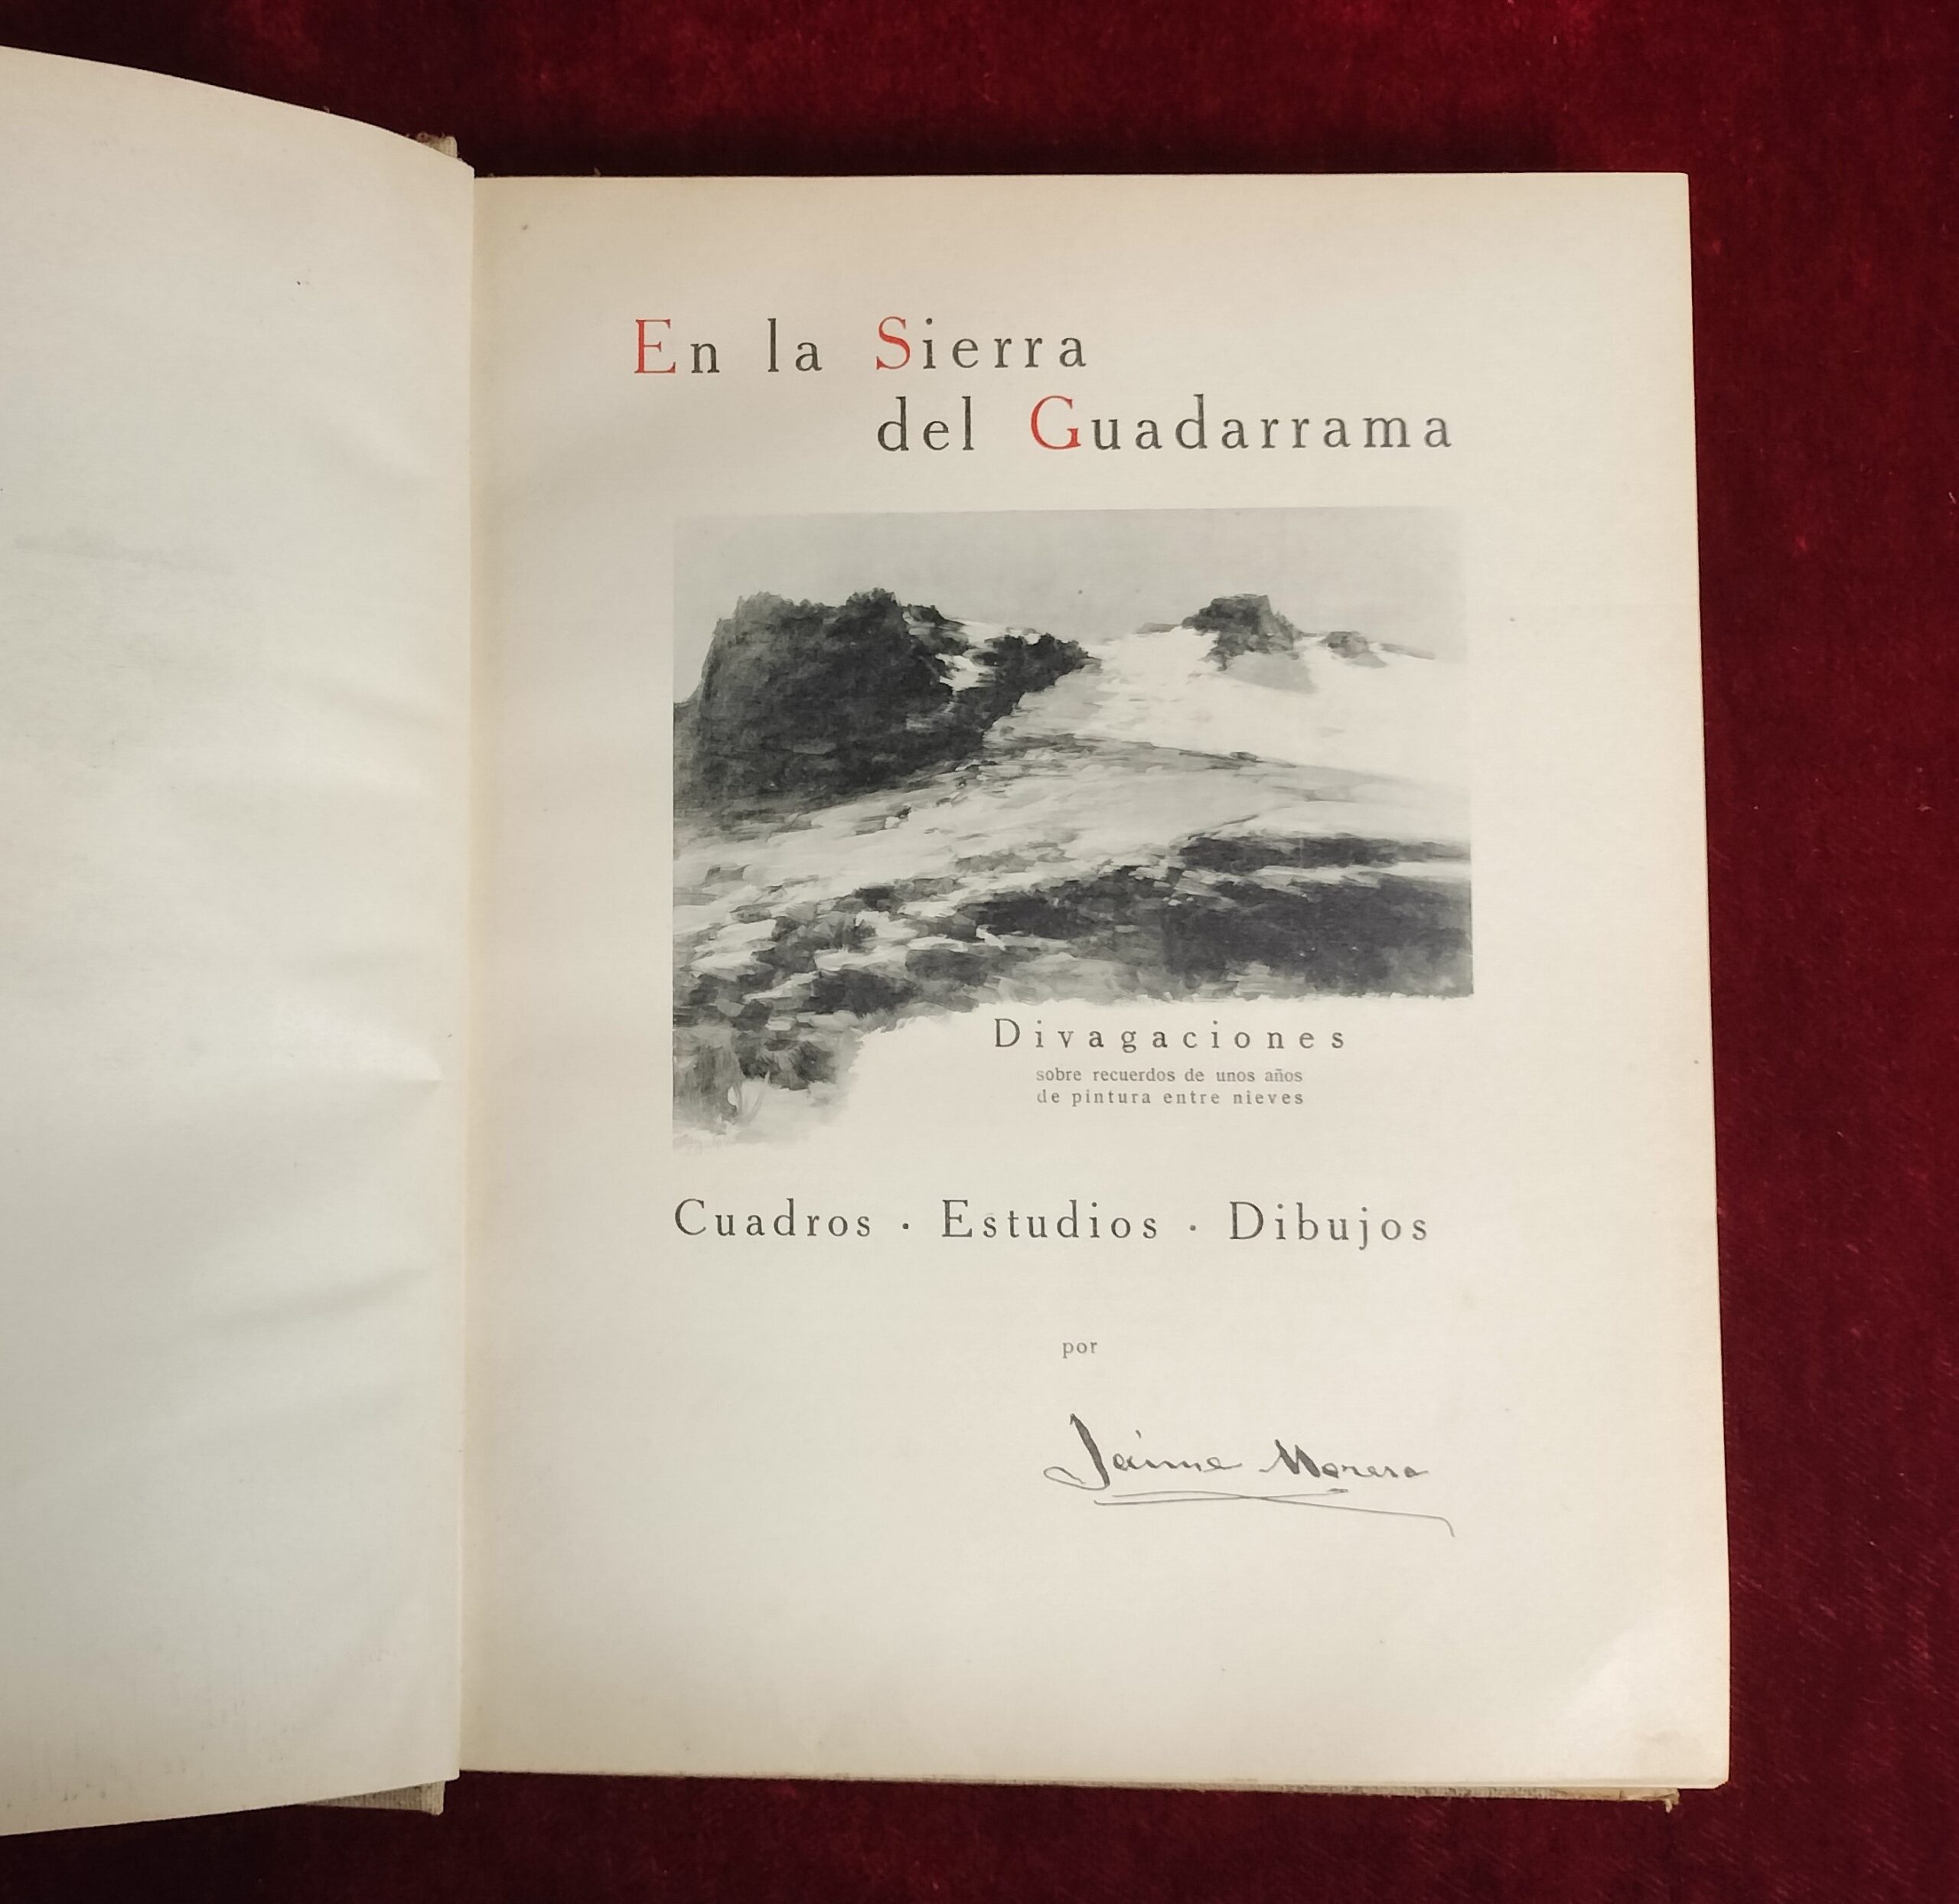 En la Sierra
del Guadarrama
Divagaciones
sobre recuerdos de unos años
de pintura entre nieves
Cuadros · Estudios · Dibujos
por
Jaime Morera